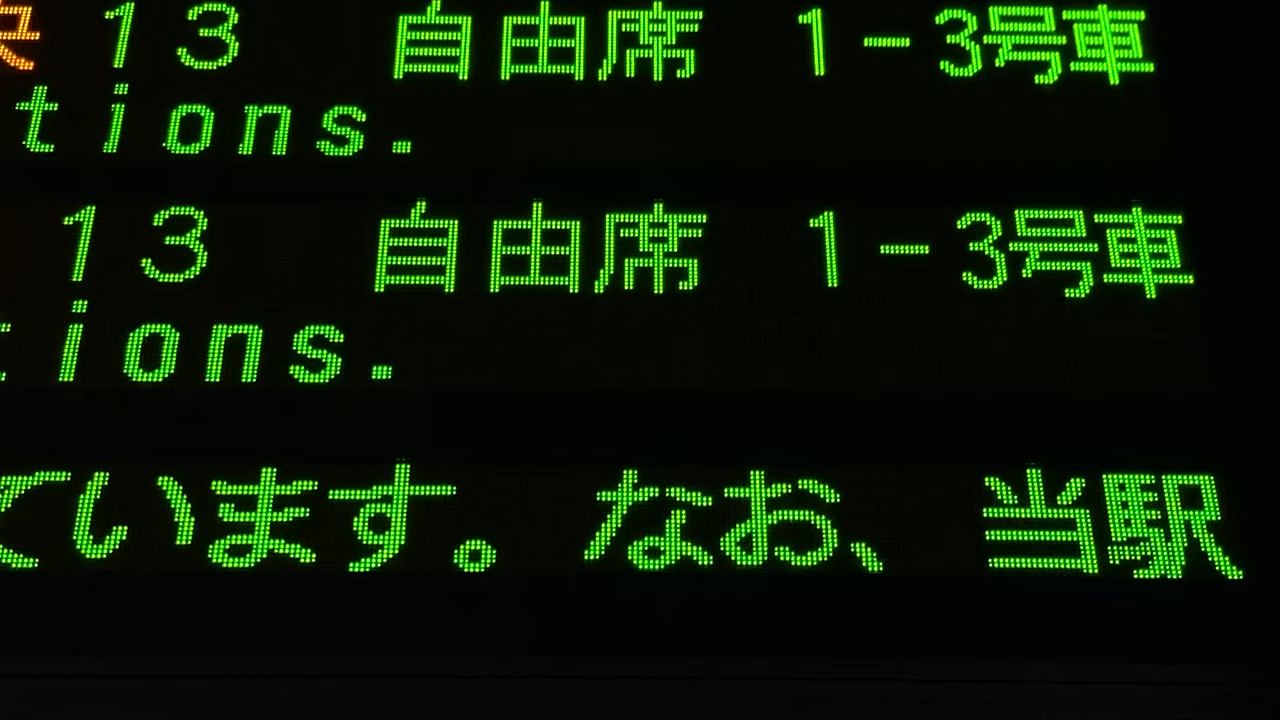 13 自由席 1-3号車
tions.
13 自由席 1-3号車
tions.
ています。なお、当駅